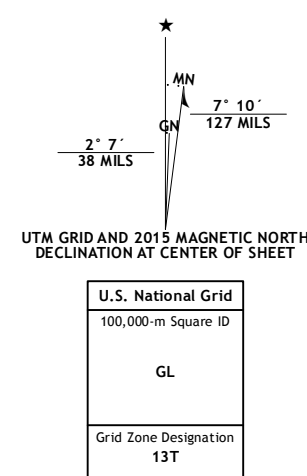 ★
MN
GN
7° 10´
127 MILS
2° 7´
38 MILS
UTM GRID AND 2015 MAGNETIC NORTH
DECLINATION AT CENTER OF SHEET
U.S. National Grid
100,000-m Square ID
GL
Grid Zone Designation
13T